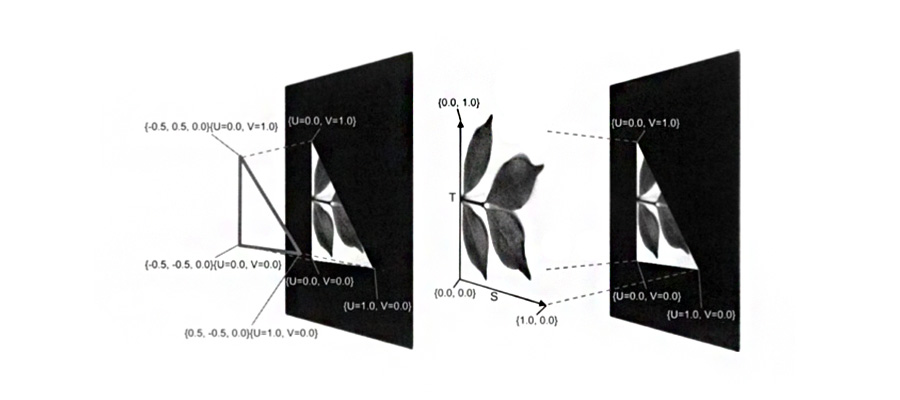 {-0.5, 0.5, 0.0}{U=0.0, V=1.0}
{U=0.0, V=1.0}
{-0.5, -0.5, 0.0}{U=0.0, V=0.0}
{U=0.0, V=0.0}
{U=1.0, V=0.0}
{0.5, -0.5, 0.0}{U=1.0, V=0.0}
{0.0, 1.0}
T
{0.0, 0.0}
S
{1.0, 0.0}
{U=0.0, V=1.0}
{U=0.0, V=0.0}
{U=1.0, V=0.0}